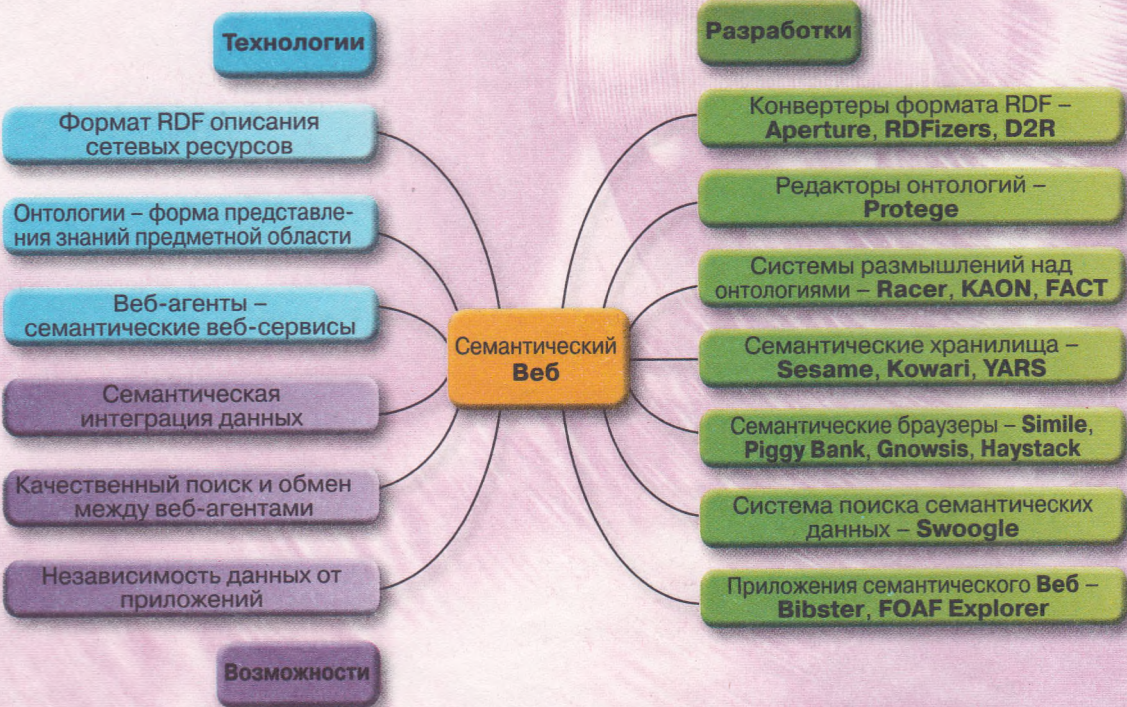 Технологии
Формат RDF описания
сетевых ресурсов
Онтологии – форма представле-
ния знаний предметной области
Веб-агенты –
семантические веб-сервисы
Семантическая
интеграция данных
Качественный поиск и обмен
между веб-агентами
Независимость данных от
приложений
Возможности
Семантический
Веб
Разработки
Конвертеры формата RDF –
Aperture, RDFizers, D2R
Редакторы онтологий –
Protege
Системы размышлений над
онтологиями – Racer, KAON, FACT
Семантические хранилища –
Sesame, Kowari, YARS
Семантические браузеры – Simile,
Piggy Bank, Gnowsis, Haystack
Система поиска семантических
данных – Swoogle
Приложения семантического Веб –
Bibster, FOAF Explorer